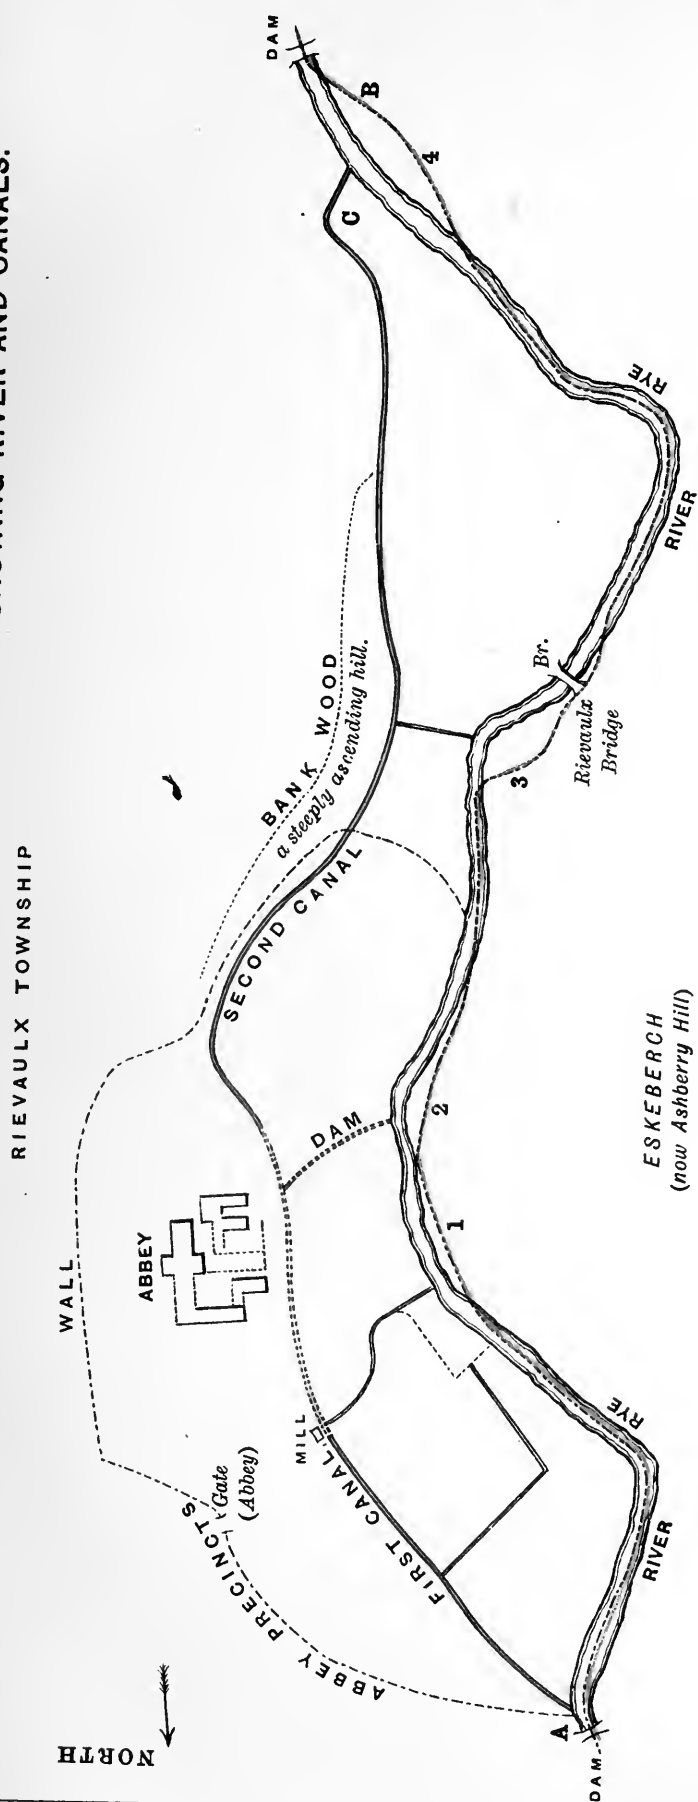 SHOWING RIVER AND CANALS.
RIEVAULX TOWNSHIP
NORTH
WALL
ABBEY PRECINCTS
Gate
(Abbey)
ABBEY
MILL
FIRST CANAL
DAM
SECOND CANAL
BANK WOOD
a steeply ascending hill.
DAM
A
B
C
1
2
3
4
RIVER RYE
Br.
Rievaulx
Bridge
RIVER RYE
DAM
ESKEBERCH
(now Ashberry Hill)